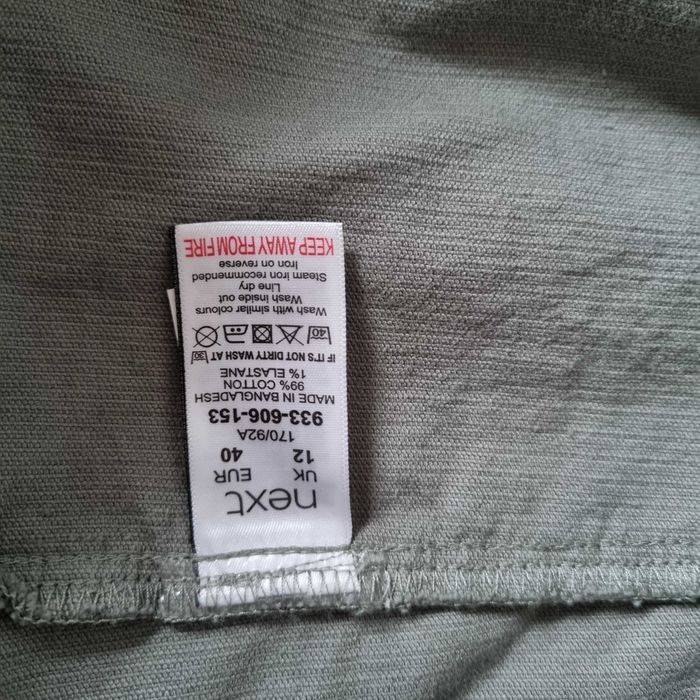 next
UK EUR
12 40
170/92A
933-606-153
MADE IN BANGLADESH
99% COTTON
1% ELASTANE
IF IT'S NOT DIRTY WASH AT 30
40
Wash with similar colours
Wash inside out
Line dry
Steam iron recommended
Iron on reverse
KEEP AWAY FROM FIRE